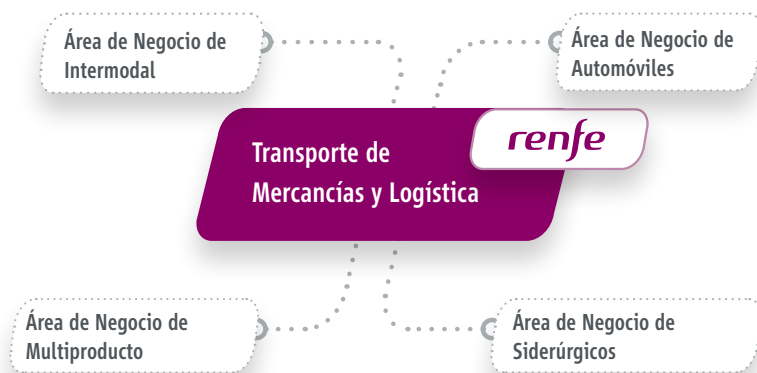 Área de Negocio de
Intermodal
Área de Negocio de
Automóviles
renfe
Transporte de
Mercancías y Logística
Área de Negocio de
Multiproducto
Área de Negocio de
Siderúrgicos